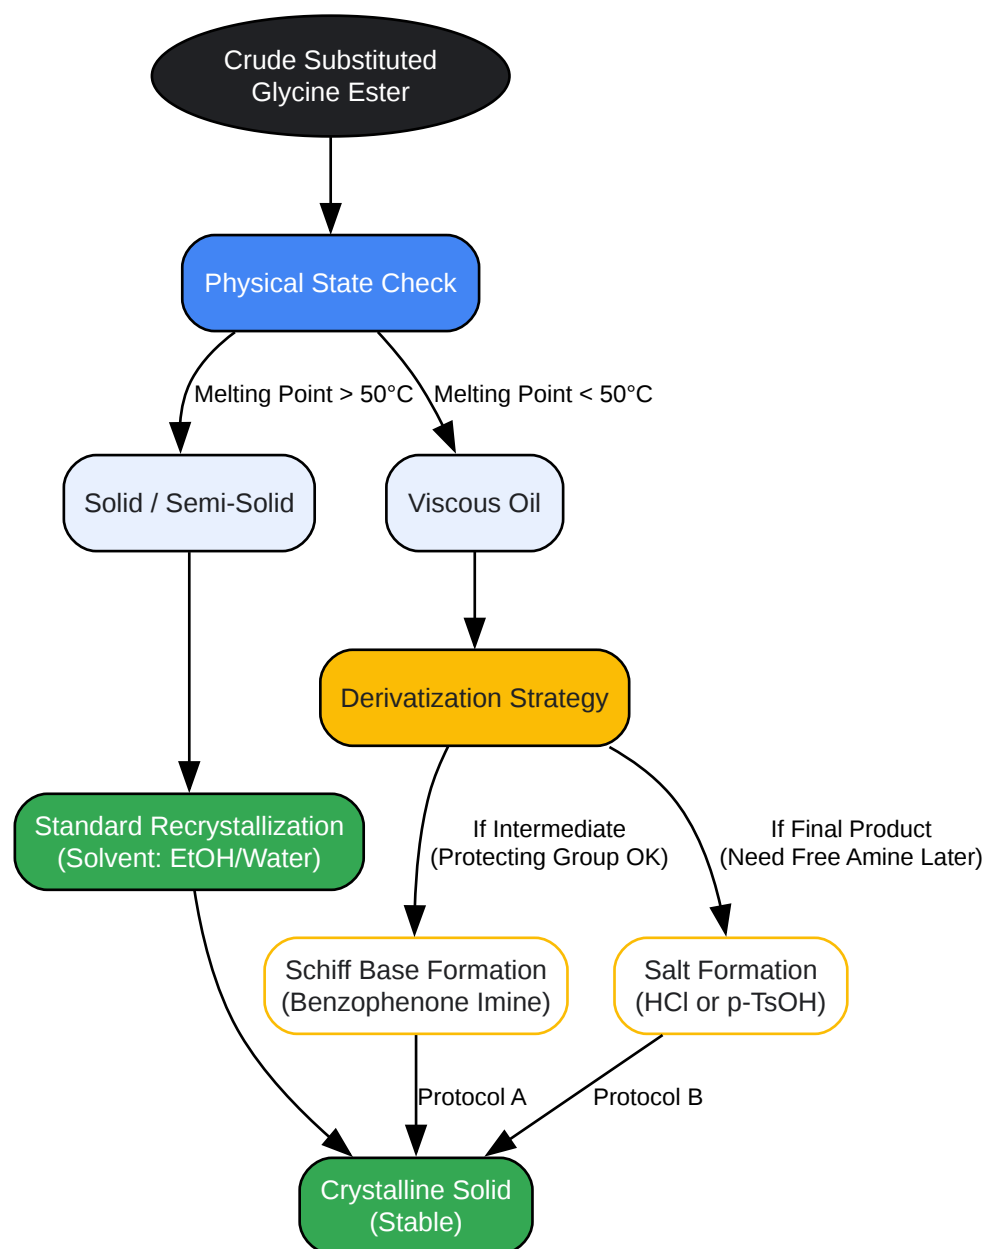 Crude Substituted
Glycine Ester
Physical State Check
Melting Point > 50°C
Melting Point < 50°C
Solid / Semi-Solid
Viscous Oil
Derivatization Strategy
Standard Recrystallization
(Solvent: EtOH/Water)
If Intermediate
(Protecting Group OK)
If Final Product
(Need Free Amine Later)
Schiff Base Formation
(Benzophenone Imine)
Salt Formation
(HCl or p-TsOH)
Protocol A
Protocol B
Crystalline Solid
(Stable)